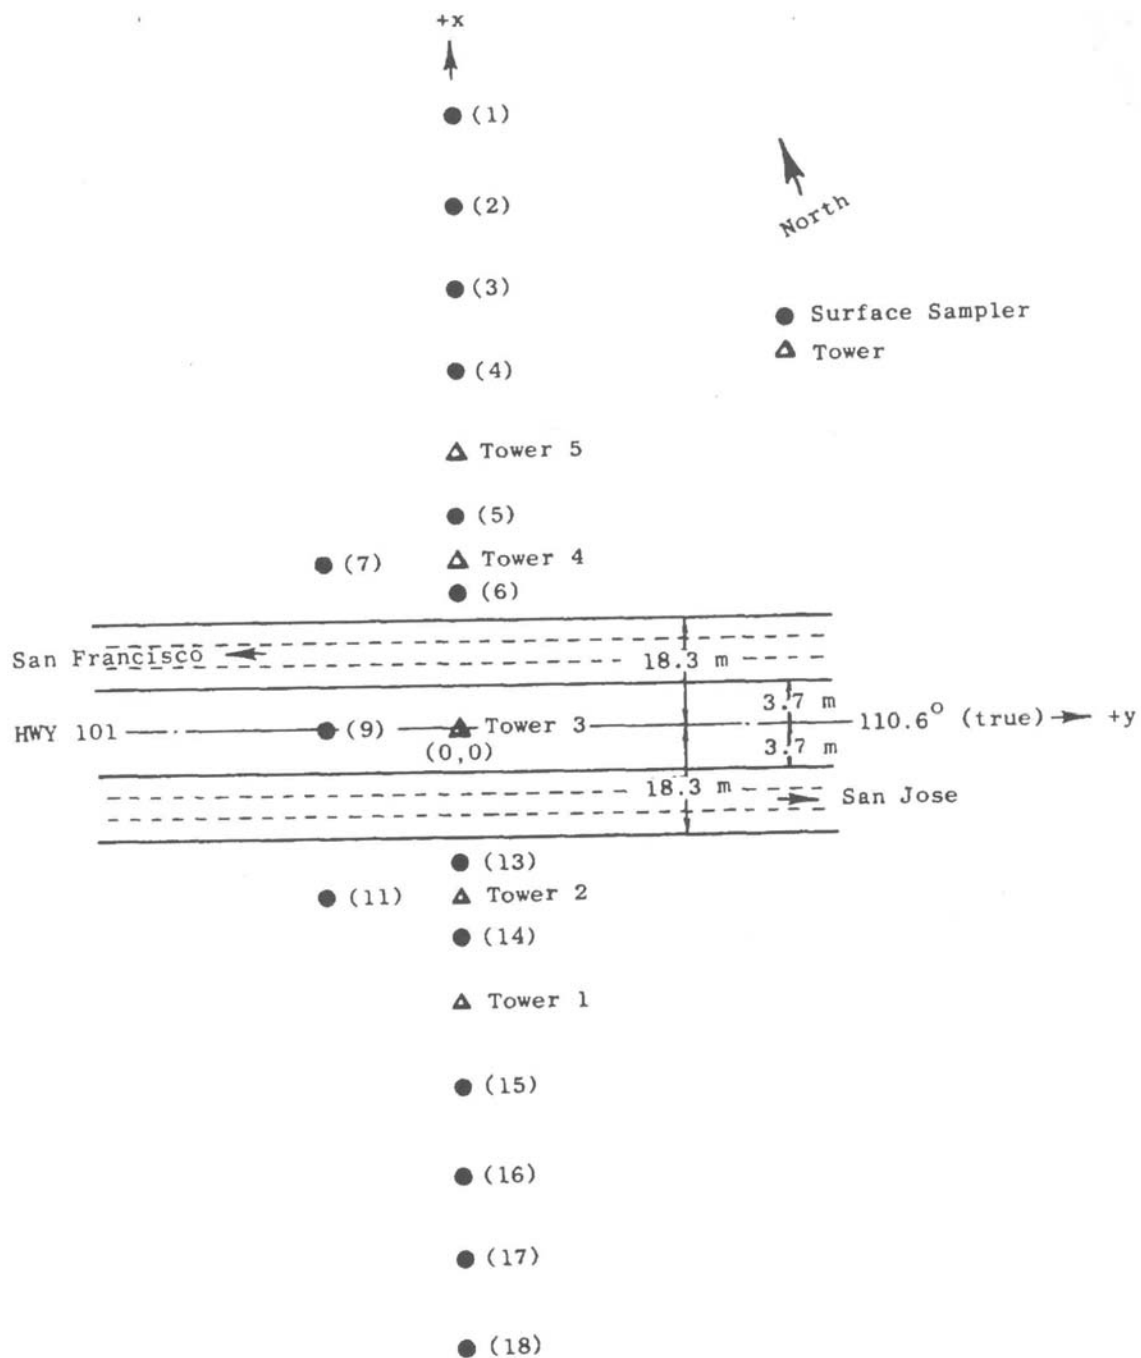 +x
(1)
(2)
North
(3)
Surface Sampler
Tower
(4)
Tower 5
(5)
(7)
Tower 4
(6)
San Francisco
18.3 m
3.7 m
HWY 101
(9)
Tower 3
110.6° (true)
+y
(0,0)
3.7 m
18.3 m
San Jose
(13)
(11)
Tower 2
(14)
Tower 1
(15)
(16)
(17)
(18)